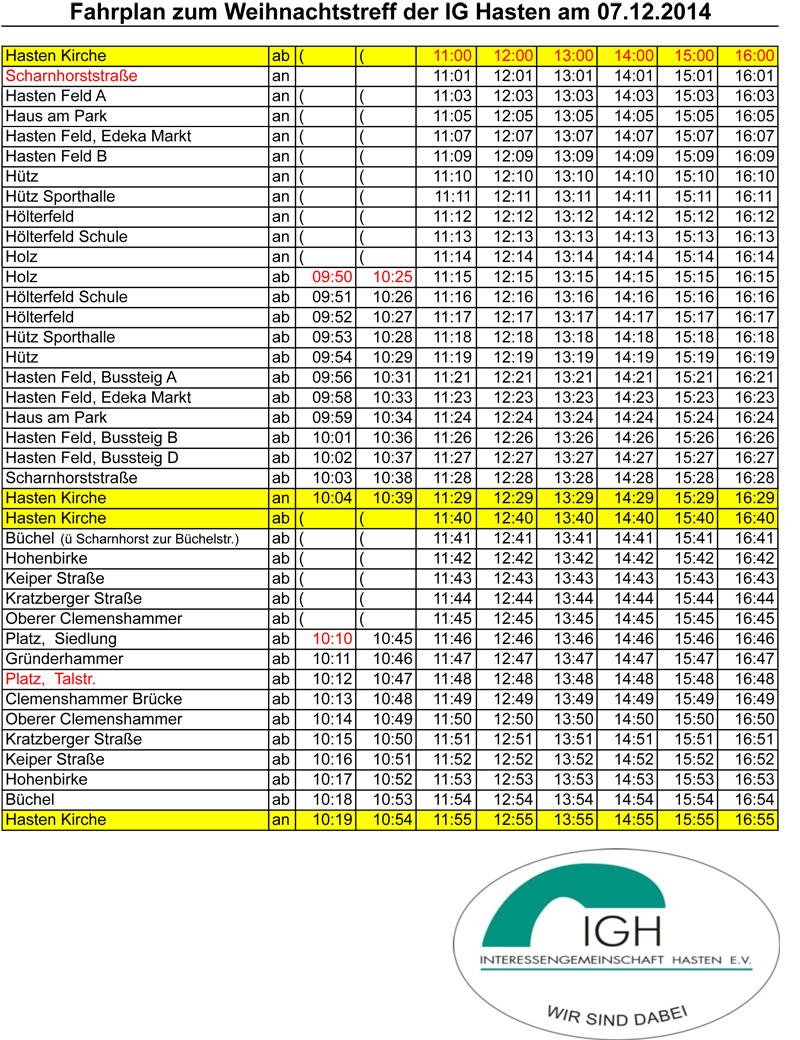 Fahrplan zum Weihnachtstreff der IG Hasten am 07.12.2014
Hasten Kirche ab ( ( 11:00 12:00 13:00 14:00 15:00 16:00
Scharnhorststraße an 11:01 12:01 13:01 14:01 15:01 16:01
Hasten Feld A an ( ( 11:03 12:03 13:03 14:03 15:03 16:03
Haus am Park an ( ( 11:05 12:05 13:05 14:05 15:05 16:05
Hasten Feld, Edeka Markt an ( ( 11:07 12:07 13:07 14:07 15:07 16:07
Hasten Feld B an ( ( 11:09 12:09 13:09 14:09 15:09 16:09
Hütz an ( ( 11:10 12:10 13:10 14:10 15:10 16:10
Hütz Sporthalle an ( ( 11:11 12:11 13:11 14:11 15:11 16:11
Hölterfeld an ( ( 11:12 12:12 13:12 14:12 15:12 16:12
Hölterfeld Schule an ( ( 11:13 12:13 13:13 14:13 15:13 16:13
Holz an ( ( 11:14 12:14 13:14 14:14 15:14 16:14
Holz ab 09:50 10:25 11:15 12:15 13:15 14:15 15:15 16:15
Hölterfeld Schule ab 09:51 10:26 11:16 12:16 13:16 14:16 15:16 16:16
Hölterfeld ab 09:52 10:27 11:17 12:17 13:17 14:17 15:17 16:17
Hütz Sporthalle ab 09:53 10:28 11:18 12:18 13:18 14:18 15:18 16:18
Hütz ab 09:54 10:29 11:19 12:19 13:19 14:19 15:19 16:19
Hasten Feld, Bussteig A ab 09:56 10:31 11:21 12:21 13:21 14:21 15:21 16:21
Hasten Feld, Edeka Markt ab 09:58 10:33 11:23 12:23 13:23 14:23 15:23 16:23
Haus am Park ab 09:59 10:34 11:24 12:24 13:24 14:24 15:24 16:24
Hasten Feld, Bussteig B ab 10:01 10:36 11:26 12:26 13:26 14:26 15:26 16:26
Hasten Feld, Bussteig D ab 10:02 10:37 11:27 12:27 13:27 14:27 15:27 16:27
Scharnhorststraße ab 10:03 10:38 11:28 12:28 13:28 14:28 15:28 16:28
Hasten Kirche an 10:04 10:39 11:29 12:29 13:29 14:29 15:29 16:29
Hasten Kirche ab ( ( 11:40 12:40 13:40 14:40 15:40 16:40
Büchel (ü Scharnhorst zur Büchelstr.) ab ( ( 11:41 12:41 13:41 14:41 15:41 16:41
Hohenbirke ab ( ( 11:42 12:42 13:42 14:42 15:42 16:42
Keiper Straße ab ( ( 11:43 12:43 13:43 14:43 15:43 16:43
Kratzberger Straße ab ( ( 11:44 12:44 13:44 14:44 15:44 16:44
Oberer Clemenshammer ab ( ( 11:45 12:45 13:45 14:45 15:45 16:45
Platz, Siedlung ab 10:10 10:45 11:46 12:46 13:46 14:46 15:46 16:46
Gründerhammer ab 10:11 10:46 11:47 12:47 13:47 14:47 15:47 16:47
Platz, Talstr. ab 10:12 10:47 11:48 12:48 13:48 14:48 15:48 16:48
Clemenshammer Brücke ab 10:13 10:48 11:49 12:49 13:49 14:49 15:49 16:49
Oberer Clemenshammer ab 10:14 10:49 11:50 12:50 13:50 14:50 15:50 16:50
Kratzberger Straße ab 10:15 10:50 11:51 12:51 13:51 14:51 15:51 16:51
Keiper Straße ab 10:16 10:51 11:52 12:52 13:52 14:52 15:52 16:52
Hohenbirke ab 10:17 10:52 11:53 12:53 13:53 14:53 15:53 16:53
Büchel ab 10:18 10:53 11:54 12:54 13:54 14:54 15:54 16:54
Hasten Kirche an 10:19 10:54 11:55 12:55 13:55 14:55 15:55 16:55
IGH
INTERESSENGEMEINSCHAFT HASTEN E.V.
WIR SIND DABEI